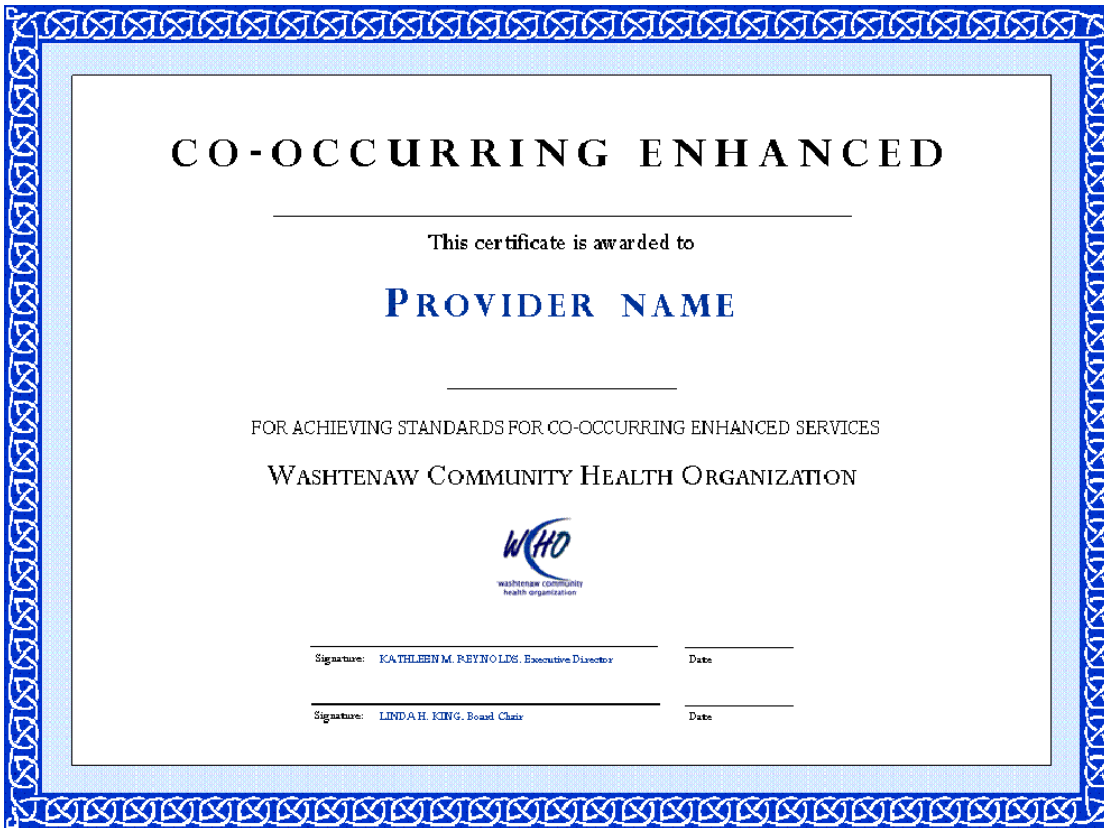 CO-OCCURRING ENHANCED
This certificate is awarded to
PROVIDER NAME
FOR ACHIEVING STANDARDS FOR CO-OCCURRING ENHANCED SERVICES
WASHTENAW COMMUNITY HEALTH ORGANIZATION
WCHO
washtenaw community
health organization
Signature: KATHLEEN M. REYNOLDS, Executive Director Date
Signature: LINDA H. KING, Board Chair Date